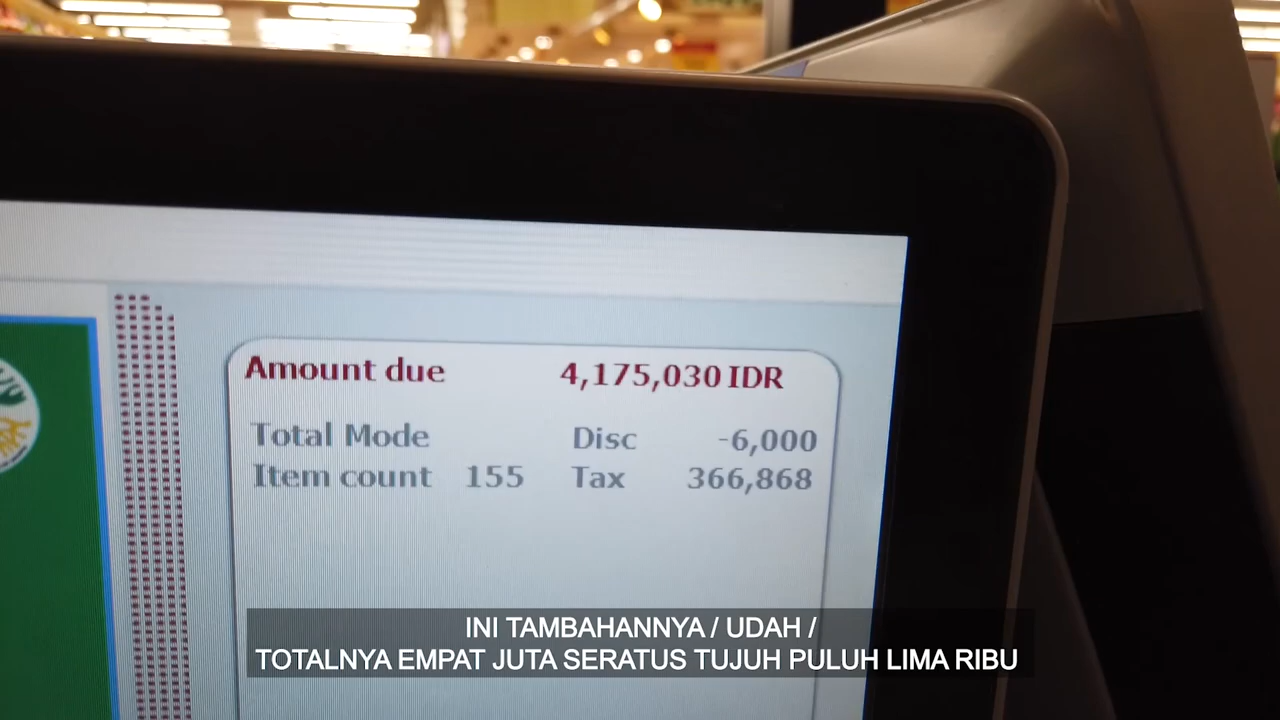 Amount due 4,175,030 IDR
Total Mode Disc -6,000
Item count 155 Tax 366,868
INI TAMBAHANNYA / UDAH /
TOTALNYA EMPAT JUTA SERATUS TUJUH PULUH LIMA RIBU